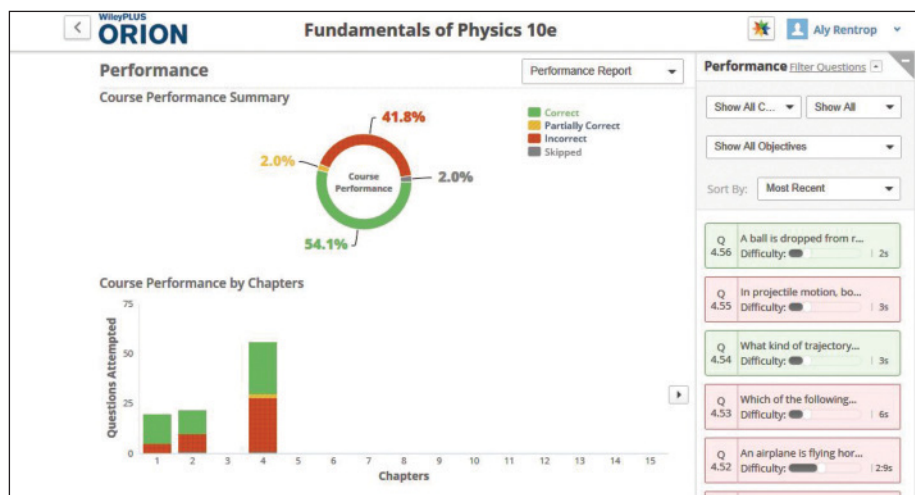 WileyPLUS
ORION
Fundamentals of Physics 10e
Aly Rentrop
Performance
Performance Report
Course Performance Summary
41.8%
2.0%
Course
Performance
2.0%
54.1%
Correct
Partially Correct
Incorrect
Skipped
Course Performance by Chapters
Questions Attempted
75
50
25
0
1 2 3 4 5 6 7 8 9 10 11 12 13 14 15
Chapters
Performance Filter Questions
Show All C... Show All
Show All Objectives
Sort By: Most Recent
Q 4.56 A ball is dropped from r...
Difficulty: 2s
Q 4.55 In projectile motion, bo...
Difficulty: 3s
Q 4.54 What kind of trajectory...
Difficulty: 3s
Q 4.53 Which of the following...
Difficulty: 6s
Q 4.52 An airplane is flying hor...
Difficulty: 2:9s